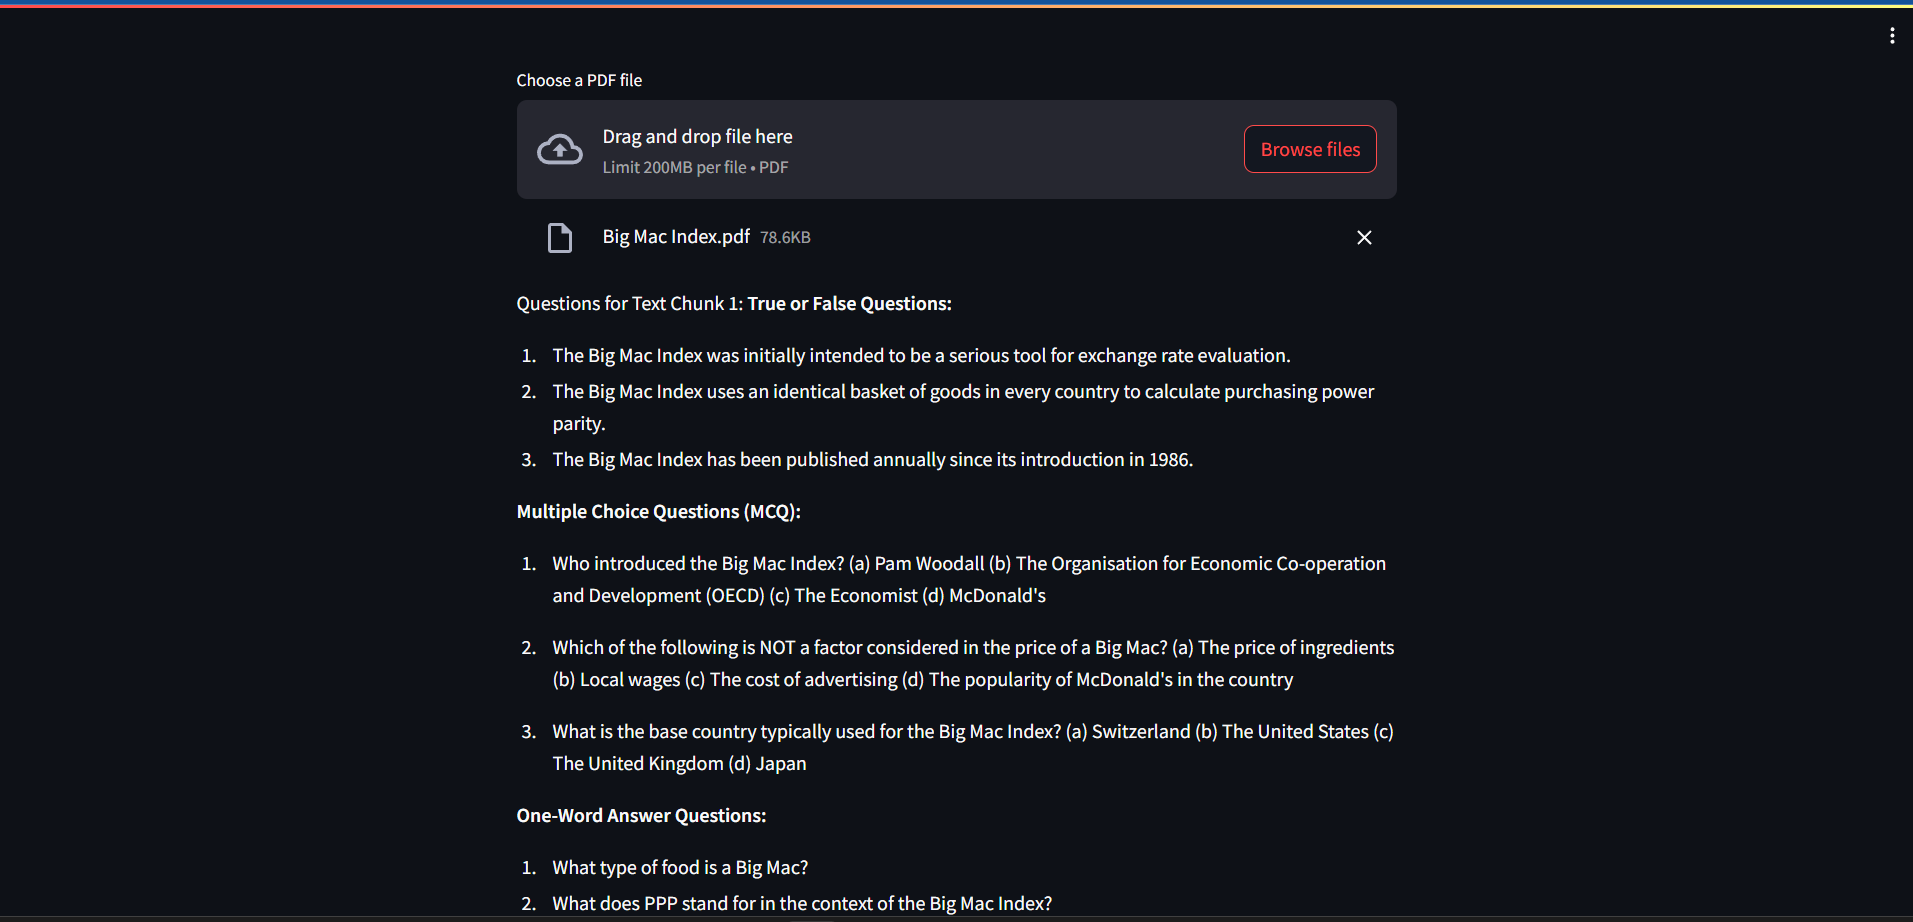 Choose a PDF file
Drag and drop file here
Limit 200MB per file • PDF
Browse files
Big Mac Index.pdf 78.6KB
Questions for Text Chunk 1: True or False Questions:
1. The Big Mac Index was initially intended to be a serious tool for exchange rate evaluation.
2. The Big Mac Index uses an identical basket of goods in every country to calculate purchasing power
parity.
3. The Big Mac Index has been published annually since its introduction in 1986.
Multiple Choice Questions (MCQ):
1. Who introduced the Big Mac Index? (a) Pam Woodall (b) The Organisation for Economic Co-operation
and Development (OECD) (c) The Economist (d) McDonald's
2. Which of the following is NOT a factor considered in the price of a Big Mac? (a) The price of ingredients
(b) Local wages (c) The cost of advertising (d) The popularity of McDonald's in the country
3. What is the base country typically used for the Big Mac Index? (a) Switzerland (b) The United States (c)
The United Kingdom (d) Japan
One-Word Answer Questions:
1. What type of food is a Big Mac?
2. What does PPP stand for in the context of the Big Mac Index?